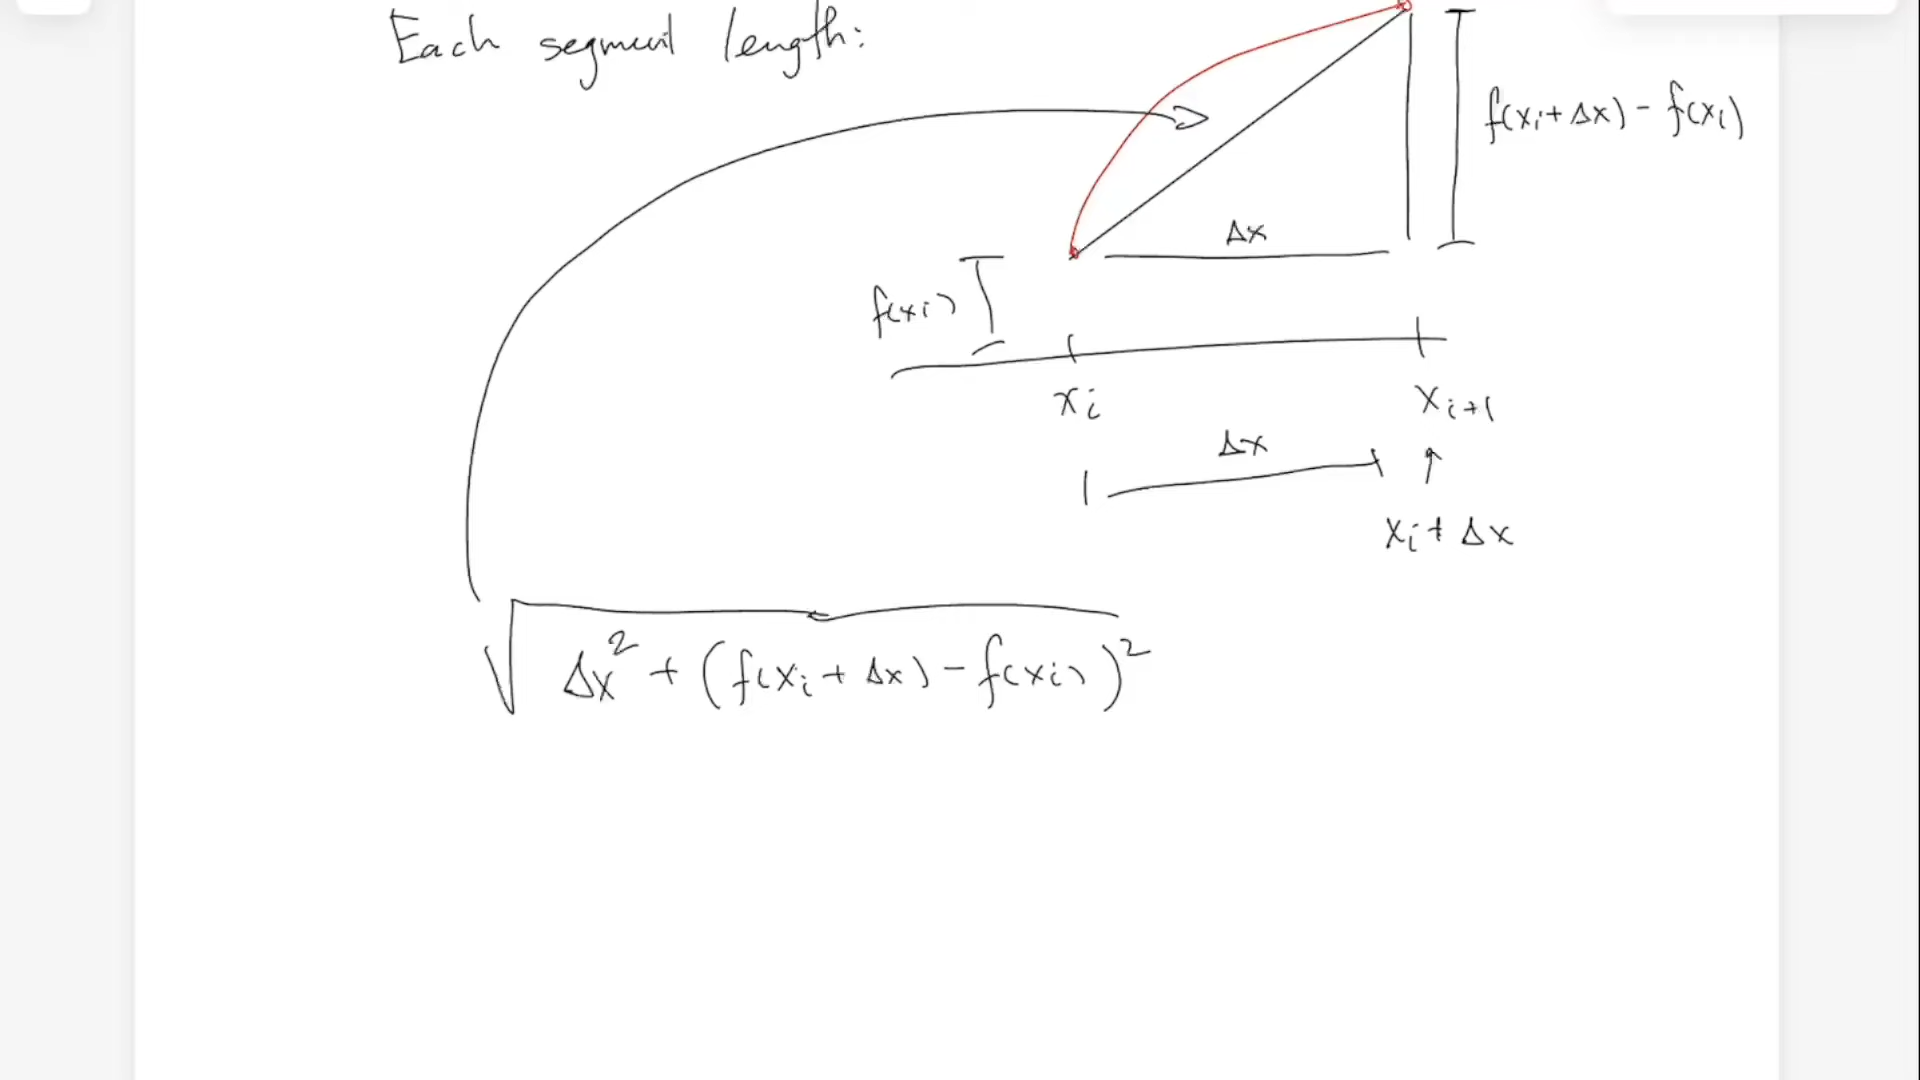 Each segment length:
f(xi + Δx) - f(xi)
Δx
f(xi)
xi
xi+1
Δx
↑
xi + Δx
√Δx² + (f(xi + Δx) - f(xi))²